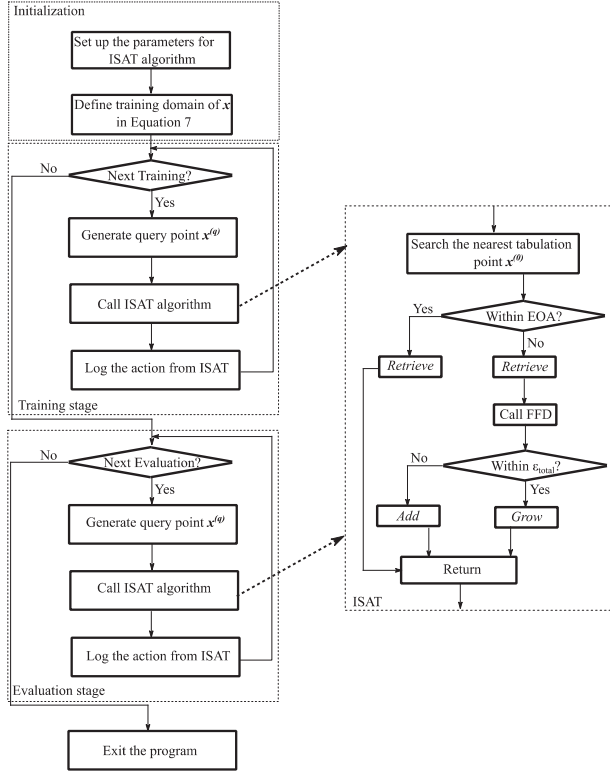 Initialization
Set up the parameters for
ISAT algorithm
Define training domain of x
in Equation 7
Next Training?
No
Yes
Generate query point x(q)
Call ISAT algorithm
Log the action from ISAT
Training stage
Next Evaluation?
No
Yes
Generate query point x(q)
Call ISAT algorithm
Log the action from ISAT
Evaluation stage
Exit the program
Search the nearest tabulation
point x(0)
Within EOA?
Yes
No
Retrieve
Retrieve
Call FFD
Within εtotal?
No
Yes
Add
Grow
Return
ISAT